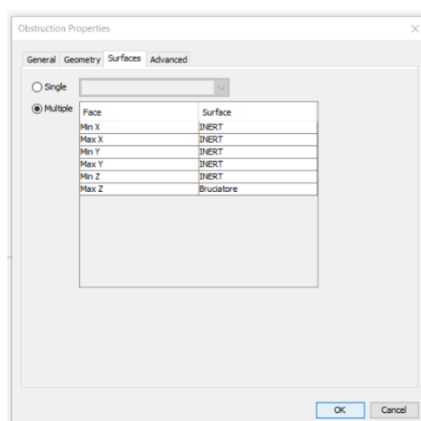 Obstruction Properties
General Geometry Surfaces Advanced
Single
Multiple
Face Surface
Min X INERT
Max X INERT
Min Y INERT
Max Y INERT
Min Z INERT
Max Z Bruciatore
OK Cancel